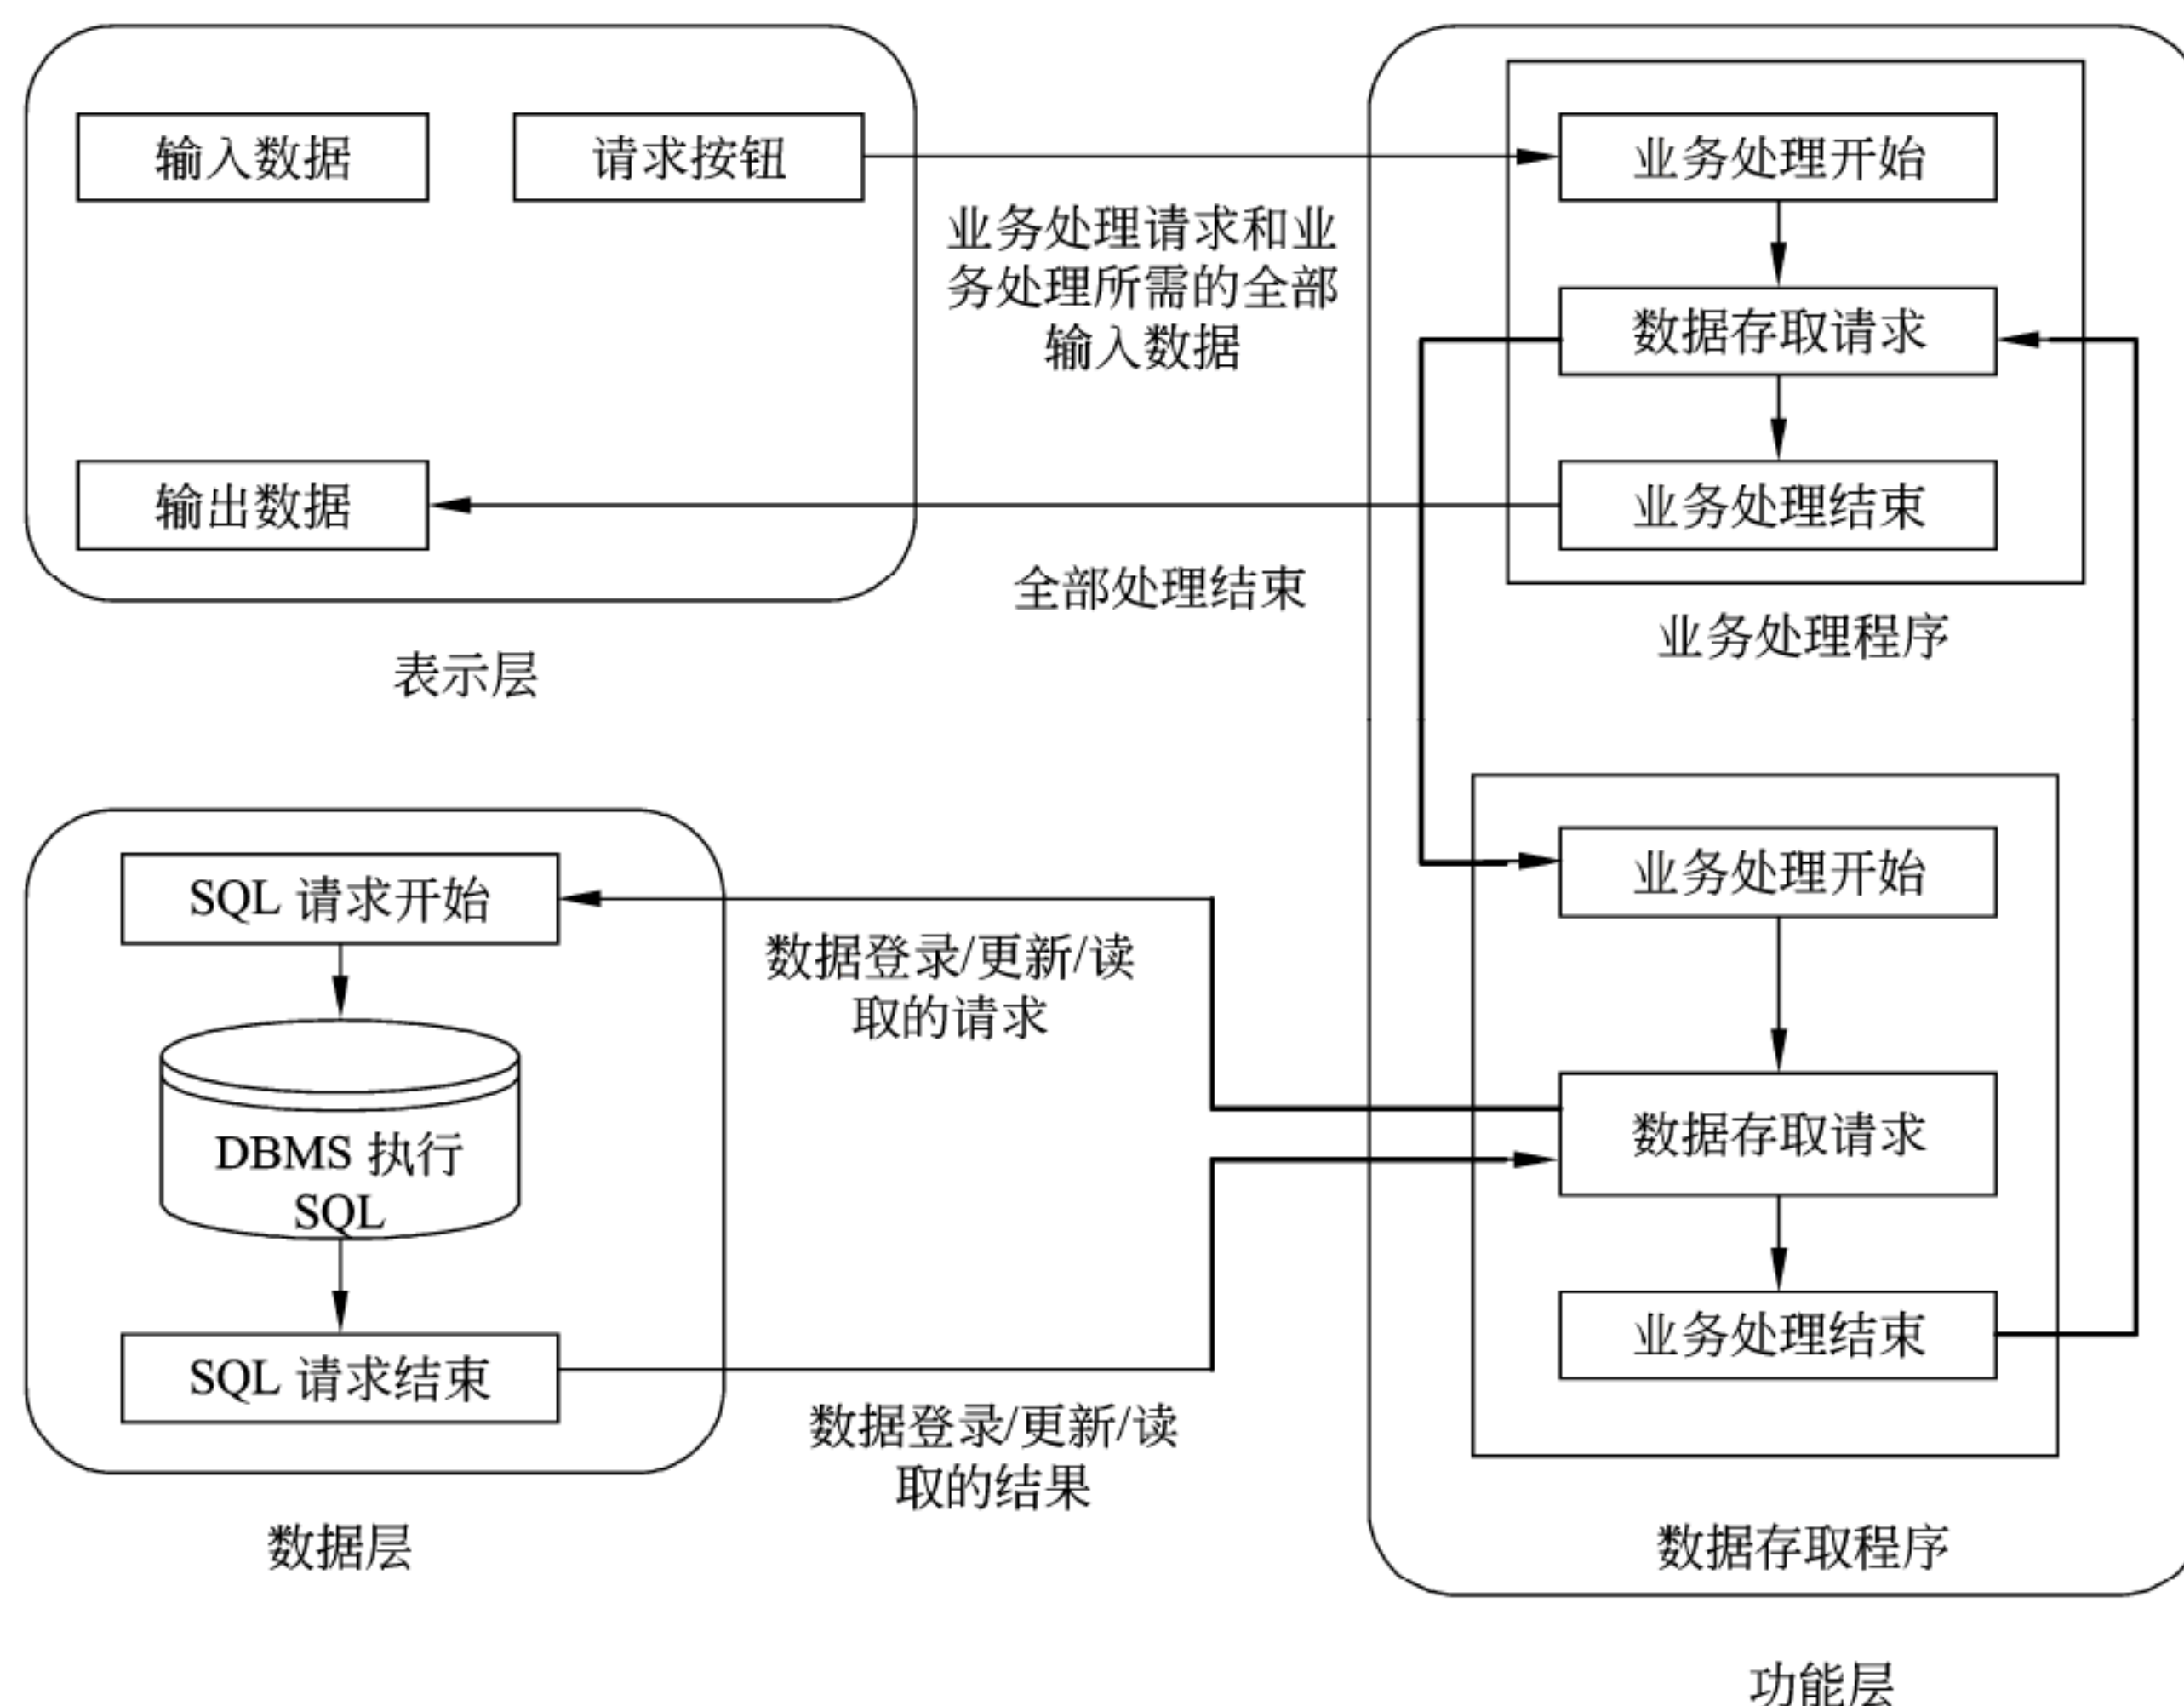 输入数据
请求按钮
业务处理请求和业
务处理所需的全部
输入数据
输出数据
全部处理结束
表示层
业务处理开始
数据存取请求
业务处理结束
业务处理程序
SQL 请求开始
DBMS 执行
SQL
SQL 请求结束
数据层
数据登录/更新/读
取的请求
数据登录/更新/读
取的结果
业务处理开始
数据存取请求
业务处理结束
数据存取程序
功能层